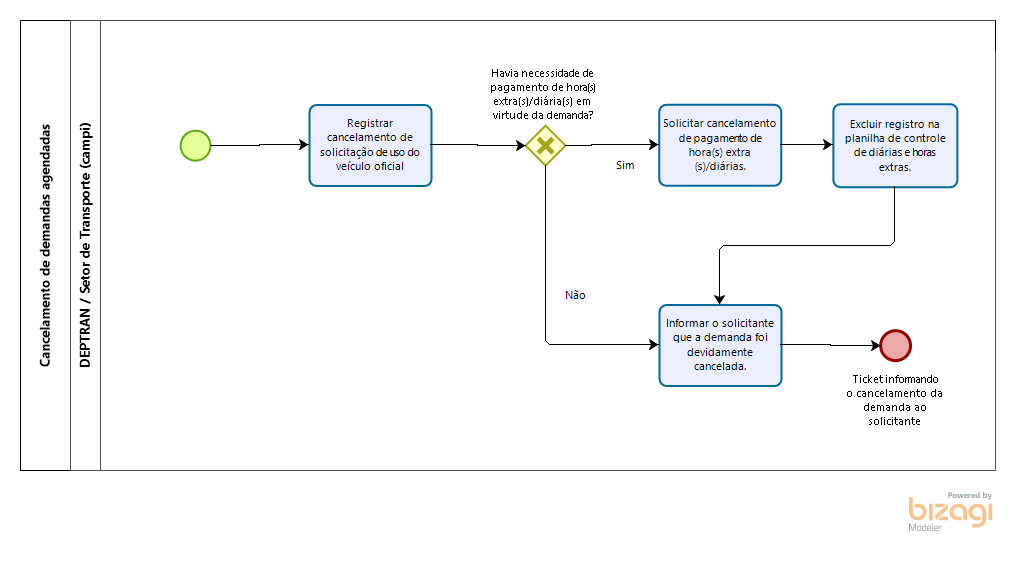 Cancelamento de demandas agendadas
DEPTRAN / Setor de Transporte (campi)
Registrar
cancelamento de
solicitação de uso do
veículo oficial
Havia necessidade de
pagamento de hora(s)
extra(s)/diária(s) em
virtude da demanda?
Sim
Não
Solicitar cancelamento
de pagamento de
hora(s) extra
(s)/diárias.
Excluir registro na
planilha de controle
de diárias e horas
extras.
Informar o solicitante
que a demanda foi
devidamente
cancelada.
Ticket informando
o cancelamento da
demanda ao
solicitante
Powered by
bizagi
Modeler